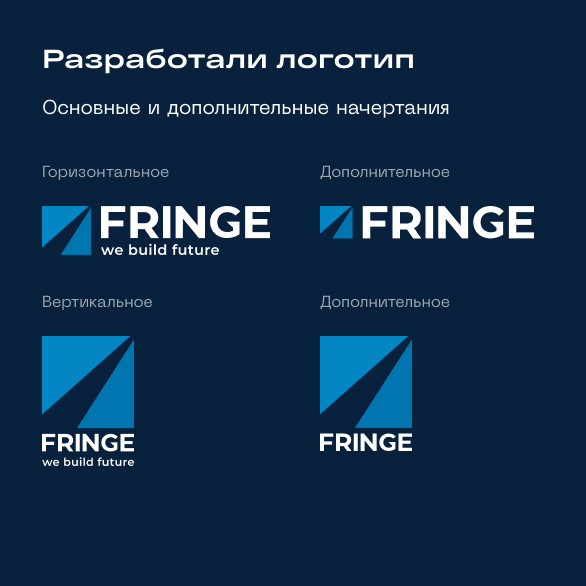 Разработали логотип
Основные и дополнительные начертания
Горизонтальное
Дополнительное
FRINGE
we build future
FRINGE
Вертикальное
Дополнительное
FRINGE
we build future
FRINGE